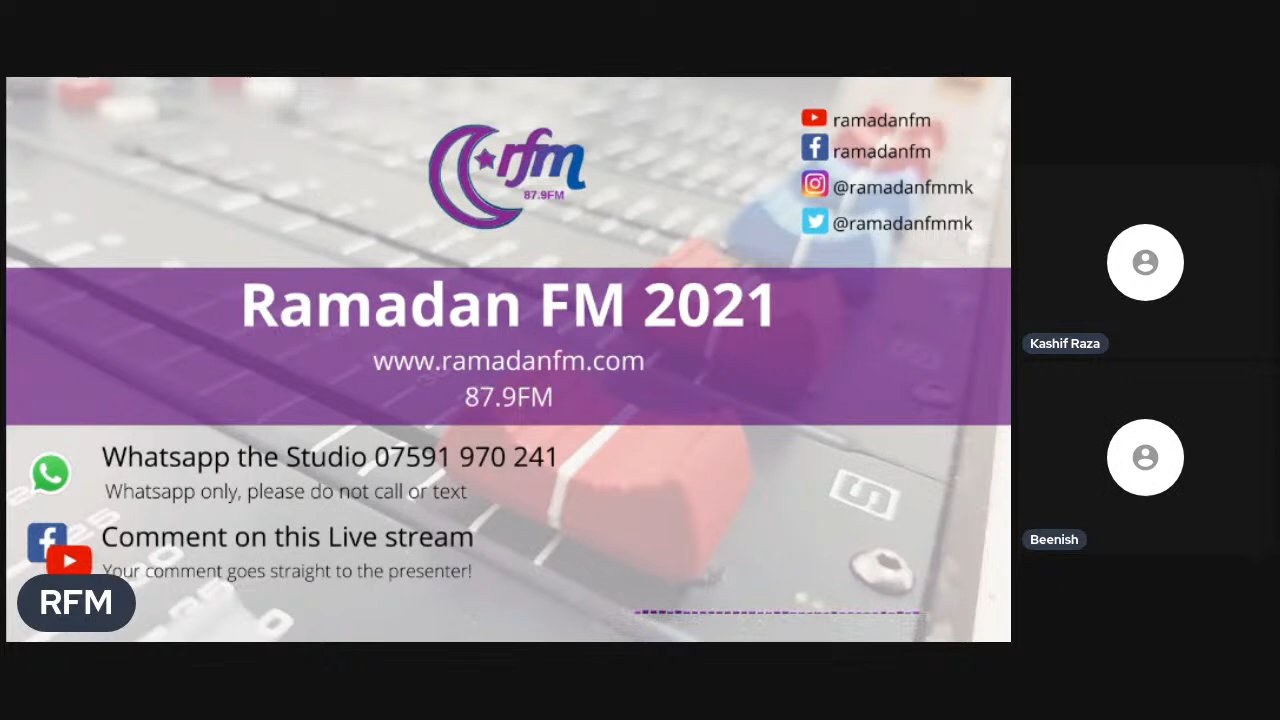 rfm
87.9FM
ramadanfm
ramadanfm
@ramadanfmmk
@ramadanfmmk
Ramadan FM 2021
www.ramadanfm.com
87.9FM
Whatsapp the Studio 07591 970 241
Whatsapp only, please do not call or text
Comment on this Live stream
Your comment goes straight to the presenter!
RFM
Kashif Raza
Beenish